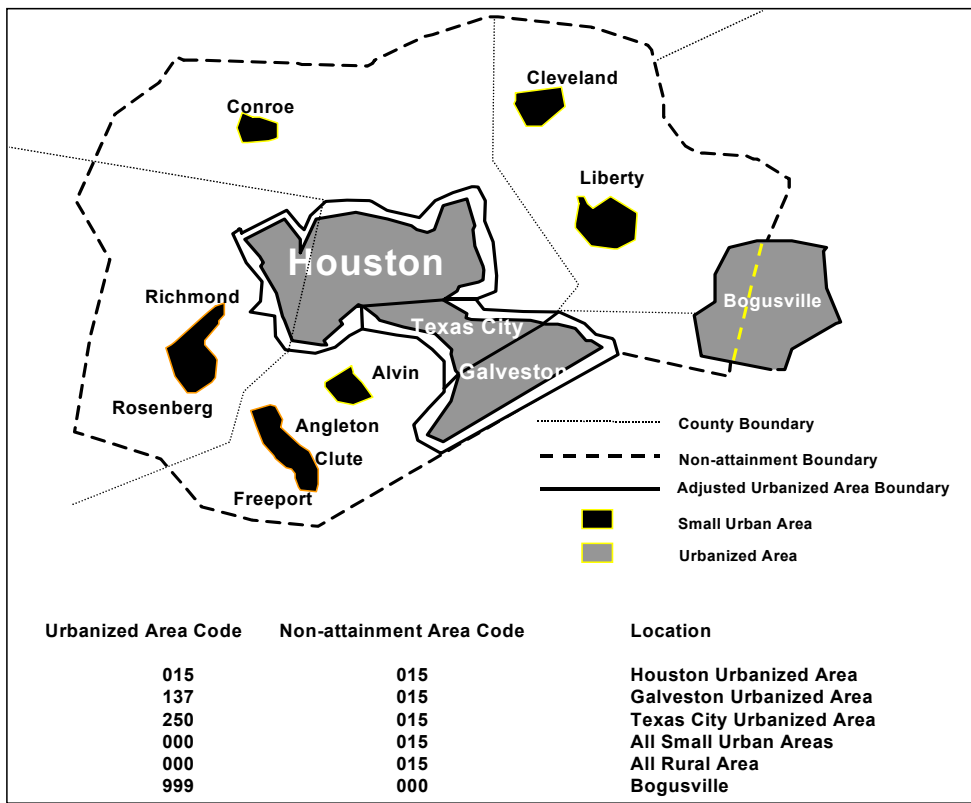 Cleveland
Conroe
Liberty
Houston
Richmond
Bogusville
Texas City
Alvin
Galveston
Rosenberg
Angleton
Clute
Freeport
County Boundary
Non-attainment Boundary
Adjusted Urbanized Area Boundary
Small Urban Area
Urbanized Area
Urbanized Area Code Non-attainment Area Code Location
015 015 Houston Urbanized Area
137 015 Galveston Urbanized Area
250 015 Texas City Urbanized Area
000 015 All Small Urban Areas
000 015 All Rural Area
999 000 Bogusville